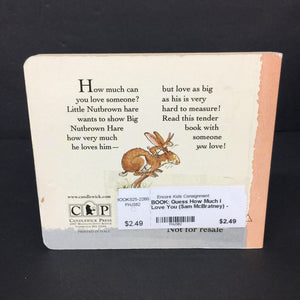 How much can
you love someone?
Little Nutbrown hare
wants to show Big
Nutbrown Hare
how very much
he loves him—
but love as big
as his is very
hard to measure!
Read this tender
book with
someone
you love!
www.candlewick.com
C P
CANDLEWICK PRESS
PRINTED IN ITALY
$2.49
Encore Kids Consignment
BOOK: Guess How Much I
Love You (Sam McBratney) -
$2.49
Not for resale